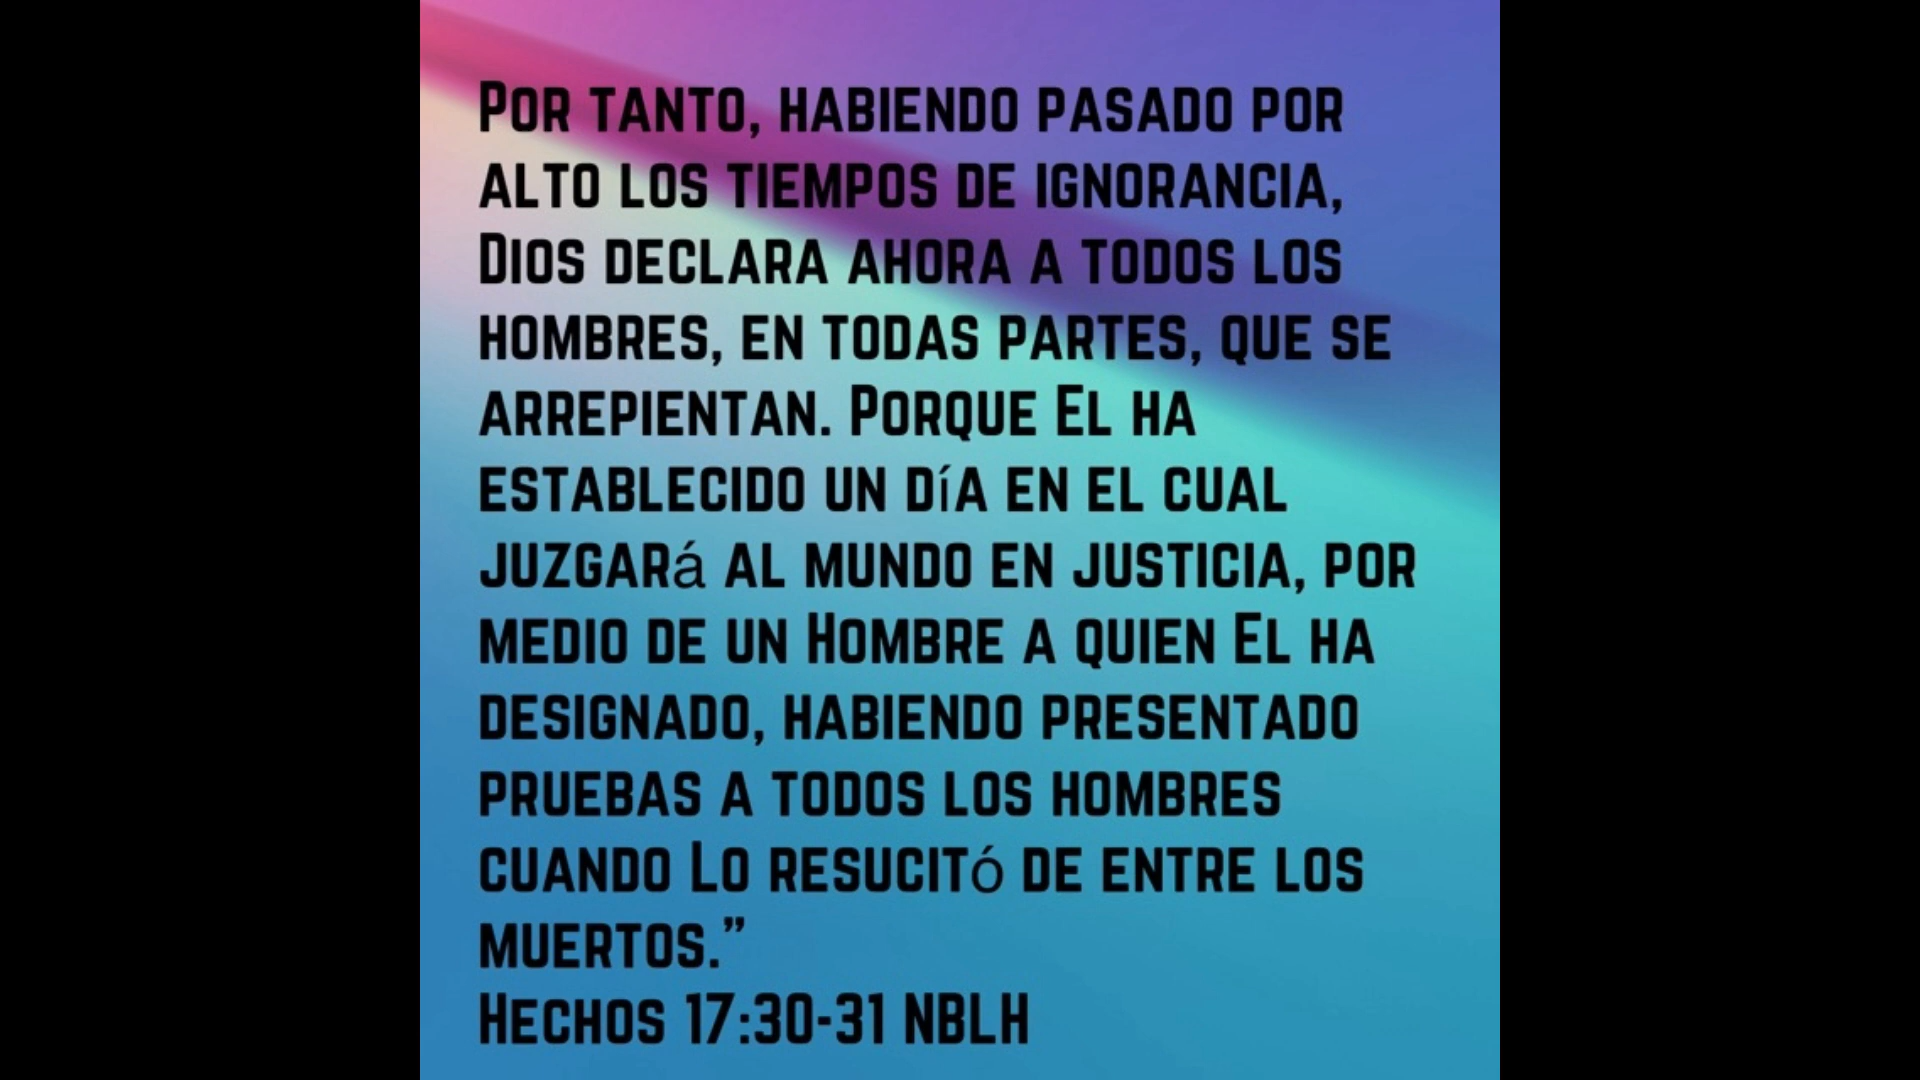 Por tanto, habiendo pasado por
alto los tiempos de ignorancia,
Dios declara ahora a todos los
hombres, en todas partes, que se
arrepientan. Porque El ha
establecido un día en el cual
juzgará al mundo en justicia, por
medio de un Hombre a quien El ha
designado, habiendo presentado
pruebas a todos los hombres
cuando Lo resucitó de entre los
muertos.”
Hechos 17:30-31 NBLH